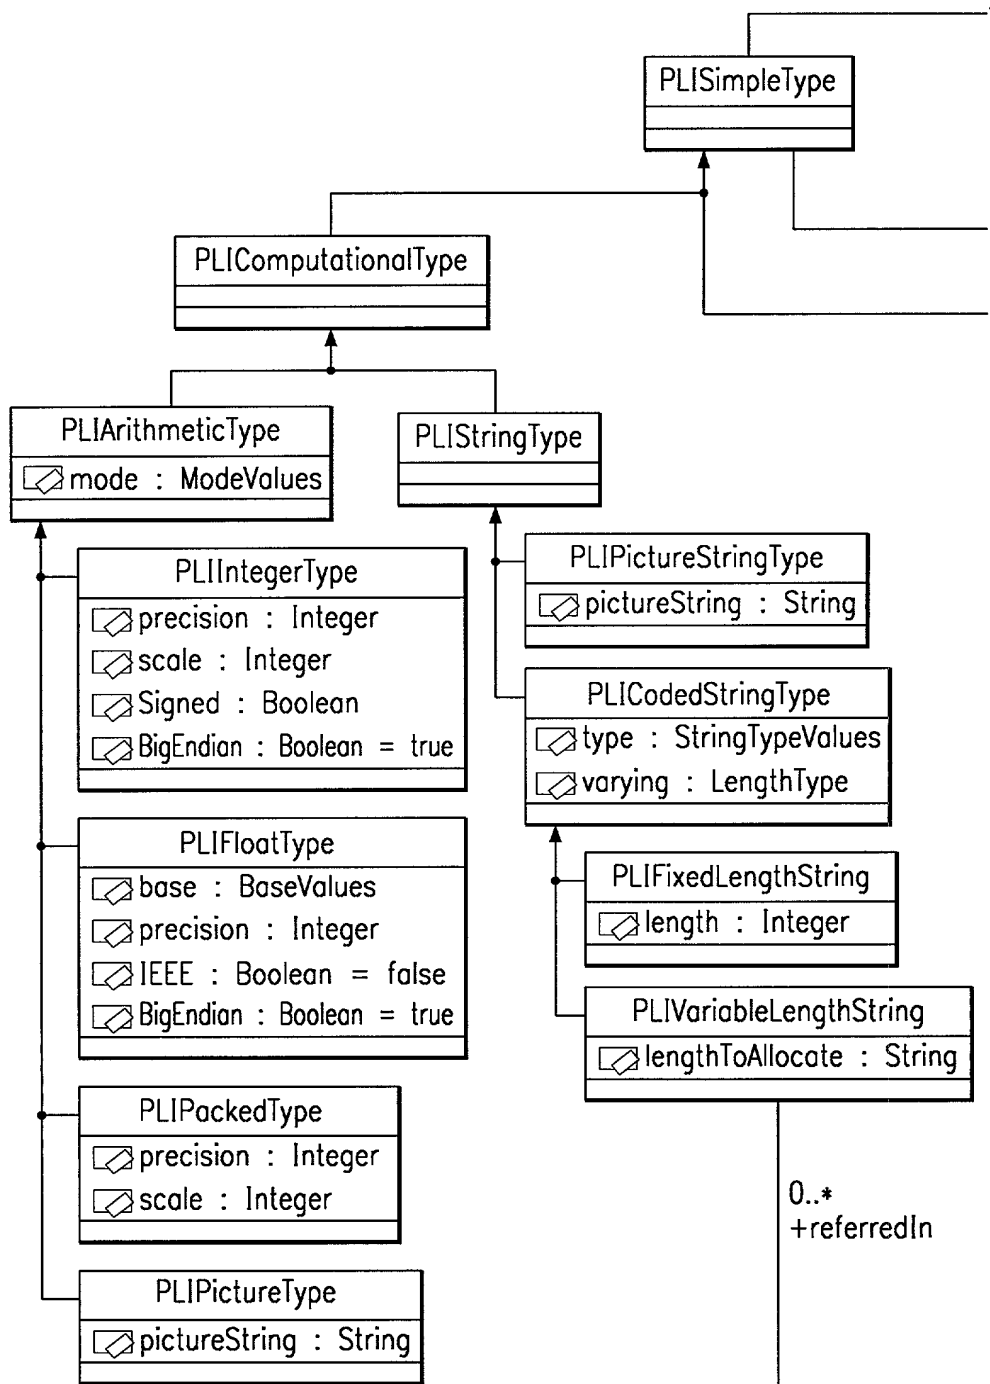 PLISimpleType
PLIComputationalType
PLIArithmeticType
mode : ModeValues
PLIStringType
PLIIntegerType
precision : Integer
scale : Integer
Signed : Boolean
BigEndian : Boolean = true
PLIPictureStringType
pictureString : String
PLICodedStringType
type : StringTypeValues
varying : LengthType
PLIFloatType
base : BaseValues
precision : Integer
IEEE : Boolean = false
BigEndian : Boolean = true
PLIFixedLengthString
length : Integer
PLIVariableLengthString
lengthToAllocate : String
PLIPackedType
precision : Integer
scale : Integer
0..*
+referredIn
PLIPictureType
pictureString : String